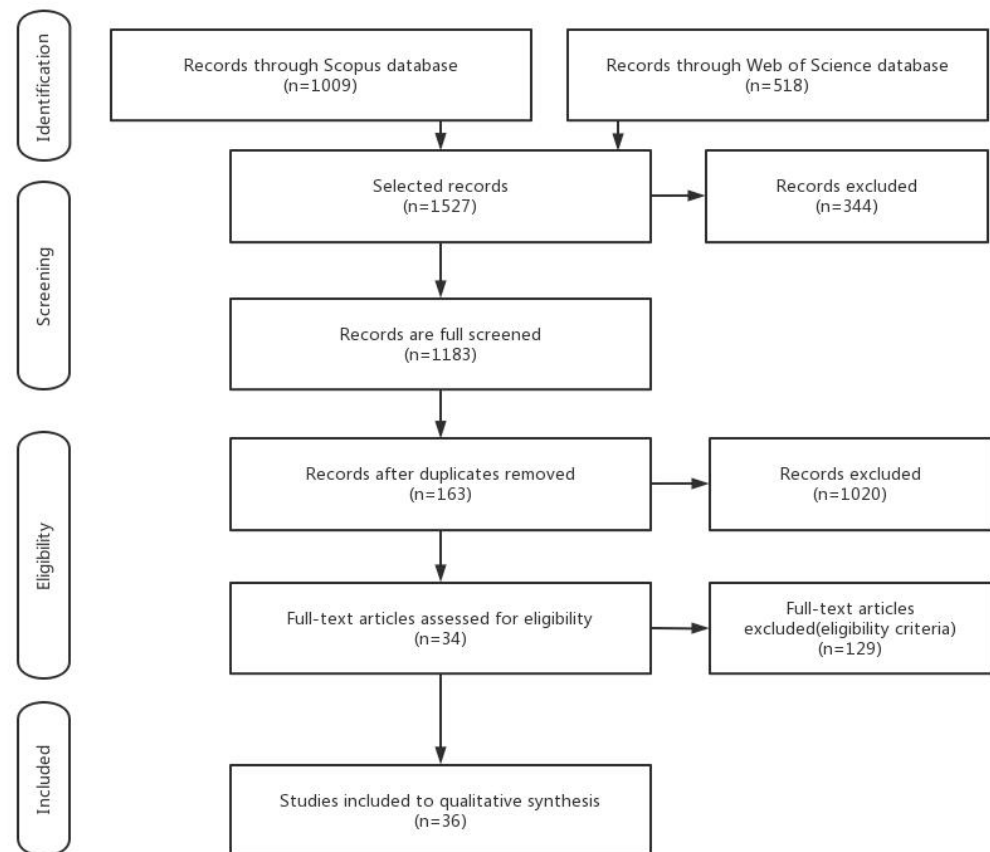 Identification
Records through Scopus database
(n=1009)
Records through Web of Science database
(n=518)
Selected records
(n=1527)
Records excluded
(n=344)
Screening
Records are full screened
(n=1183)
Eligibility
Records after duplicates removed
(n=163)
Records excluded
(n=1020)
Full-text articles assessed for eligibility
(n=34)
Full-text articles
excluded(eligibility criteria)
(n=129)
Included
Studies included to qualitative synthesis
(n=36)